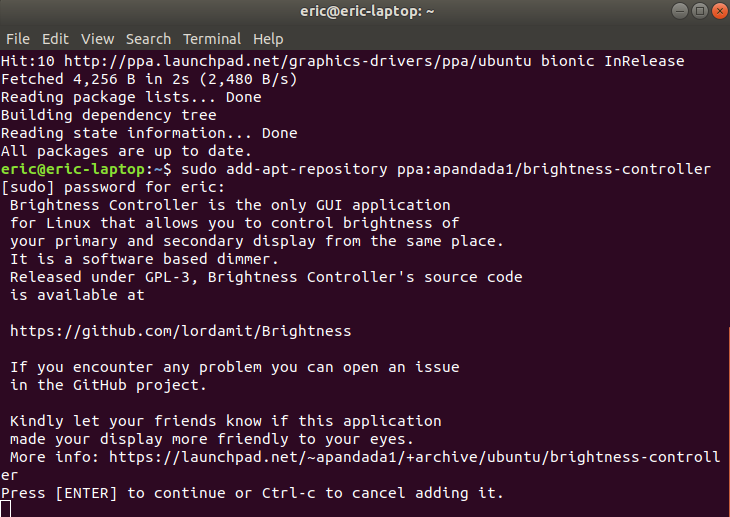 eric@eric-laptop: ~
File Edit View Search Terminal Help
Hit:10 http://ppa.launchpad.net/graphics-drivers/ppa/ubuntu bionic InRelease
Fetched 4,256 B in 2s (2,480 B/s)
Reading package lists... Done
Building dependency tree
Reading state information... Done
All packages are up to date.
eric@eric-laptop:~$ sudo add-apt-repository ppa:apandada1/brightness-controller
[sudo] password for eric:
Brightness Controller is the only GUI application
for Linux that allows you to control brightness of
your primary and secondary display from the same place.
It is a software based dimmer.
Released under GPL-3, Brightness Controller's source code
is available at
https://github.com/lordamit/Brightness
If you encounter any problem you can open an issue
in the GitHub project.
Kindly let your friends know if this application
made your display more friendly to your eyes.
More info: https://launchpad.net/~apandada1/+archive/ubuntu/brightness-controll
er
Press [ENTER] to continue or Ctrl-c to cancel adding it.